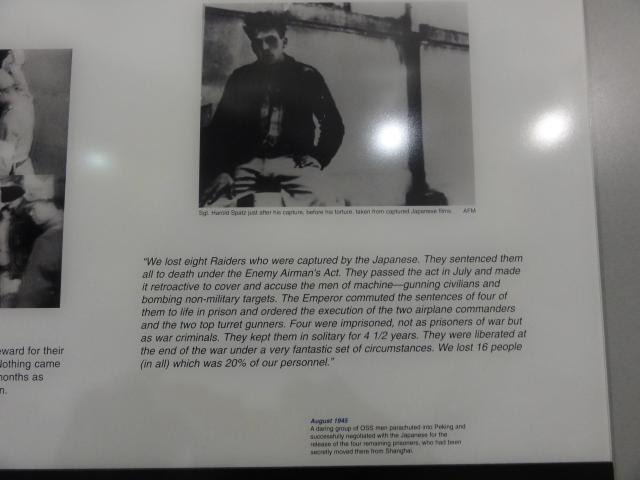 Sgt. Harold Spatz just after his capture, before his torture, taken from captured Japanese films. AFM
"We lost eight Raiders who were captured by the Japanese. They sentenced them
all to death under the Enemy Airman's Act. They passed the act in July and made
it retroactive to cover and accuse the men of machine—gunning civilians and
bombing non-military targets. The Emperor commuted the sentences of four of
them to life in prison and ordered the execution of the two airplane commanders
and the two top turret gunners. Four were imprisoned, not as prisoners of war but
as war criminals. They kept them in solitary for 4 1/2 years. They were liberated at
the end of the war under a very fantastic set of circumstances. We lost 16 people
(in all) which was 20% of our personnel."
eward for their
Nothing came
months as
n.
August 1945
A daring group of OSS men parachuted into Peking and
successfully negotiated with the Japanese for the
release of the four remaining prisoners, who had been
secretly moved there from Shanghai.